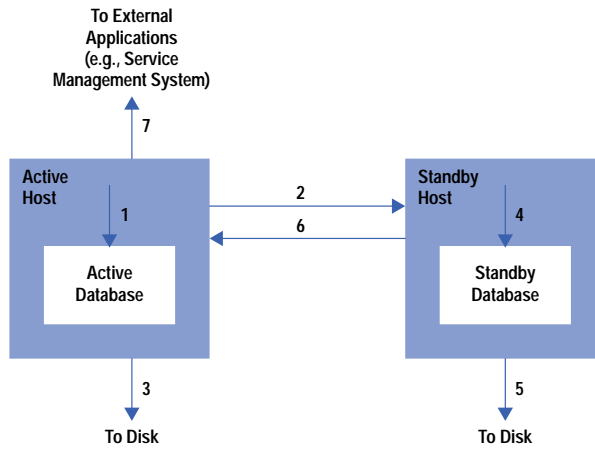 To External
Applications
(e.g., Service
Management System)
7
Active
Host
Standby
Host
2
1
4
6
Active
Database
Standby
Database
3
5
To Disk
To Disk